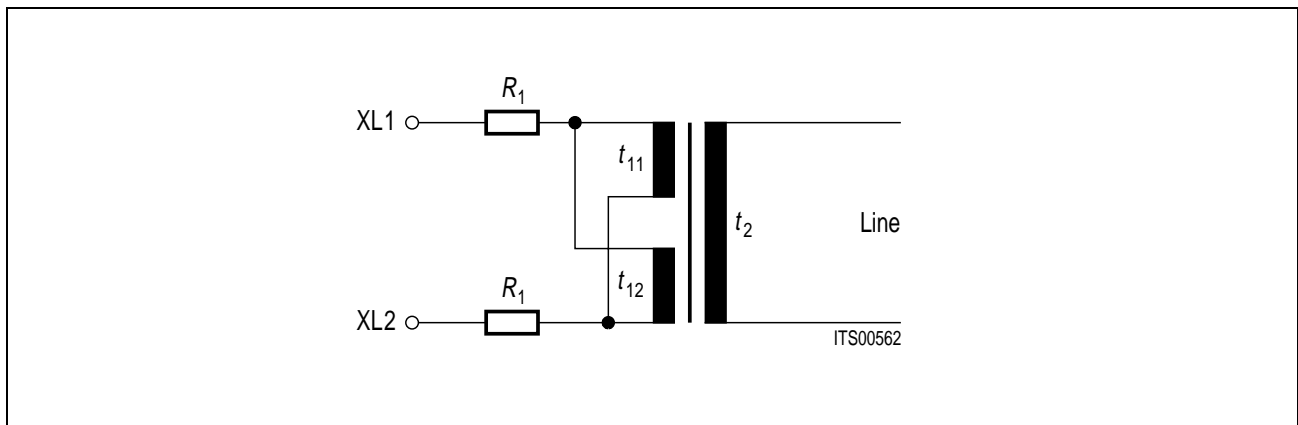 R1
XL1
t11
t2
Line
t12
R1
XL2
ITS00562